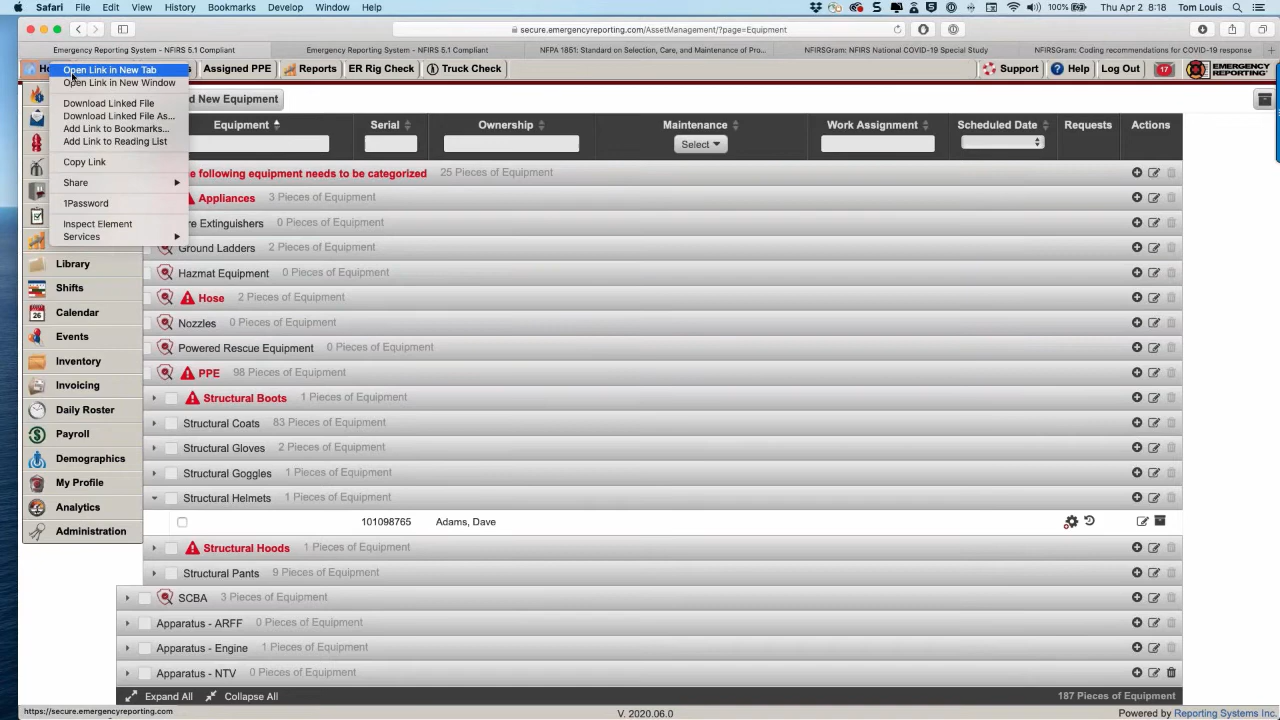 Safari File Edit View History Bookmarks Develop Window Help 100% Thu Apr 2 8:18 Tom Louis
secure.emergencyreporting.com/AssetManagement/?page=Equipment
Emergency Reporting System - NFIRS 5.1 Compliant Emergency Reporting System - NFIRS 5.1 Compliant NFPA 1851: Standard on Selection, Care, and Maintenance of Pro... NFIRSGram: NFIRS National COVID-19 Special Study NFIRSGram: Coding recommendations for COVID-19 response
Ho s Assigned PPE Reports ER Rig Check Truck Check Support Help Log Out 17 EMERGENCY REPORTING
Open Link in New Tab
Open Link in New Window
Download Linked File
Download Linked File As...
Add Link to Bookmarks...
Add Link to Reading List
Copy Link
Share
1Password
Inspect Element
Services
d New Equipment
Equipment Serial Ownership Maintenance Work Assignment Scheduled Date Requests Actions
Select
e following equipment needs to be categorized 25 Pieces of Equipment
Appliances 3 Pieces of Equipment
re Extinguishers 0 Pieces of Equipment
Ground Ladders 2 Pieces of Equipment
Hazmat Equipment 0 Pieces of Equipment
Hose 2 Pieces of Equipment
Nozzles 0 Pieces of Equipment
Powered Rescue Equipment 0 Pieces of Equipment
PPE 98 Pieces of Equipment
Structural Boots 1 Pieces of Equipment
Structural Coats 83 Pieces of Equipment
Structural Gloves 2 Pieces of Equipment
Structural Goggles 1 Pieces of Equipment
Structural Helmets 1 Pieces of Equipment
101098765 Adams, Dave
Structural Hoods 1 Pieces of Equipment
Structural Pants 9 Pieces of Equipment
SCBA 3 Pieces of Equipment
Apparatus - ARFF 0 Pieces of Equipment
Apparatus - Engine 1 Pieces of Equipment
Apparatus - NTV 0 Pieces of Equipment
Expand All Collapse All 187 Pieces of Equipment
Library
Shifts
26 Calendar
Events
Inventory
Invoicing
Daily Roster
Payroll
Demographics
My Profile
Analytics
Administration
https://secure.emergencyreporting.com V. 2020.06.0 Powered by Reporting Systems Inc.